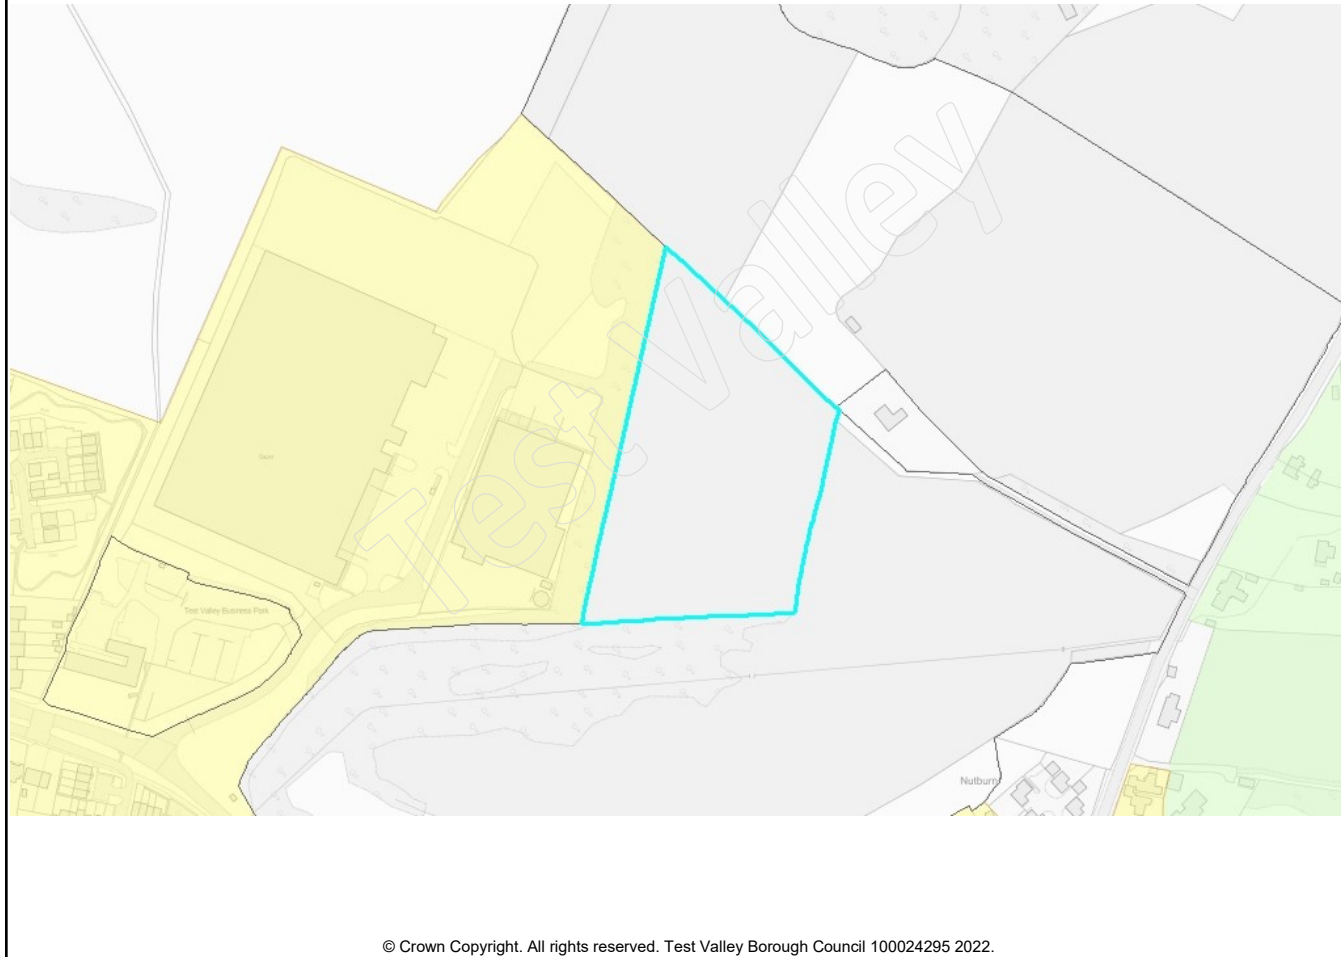 Test Valley
Test Valley Business Park
Nutburn
© Crown Copyright. All rights reserved. Test Valley Borough Council 100024295 2022.